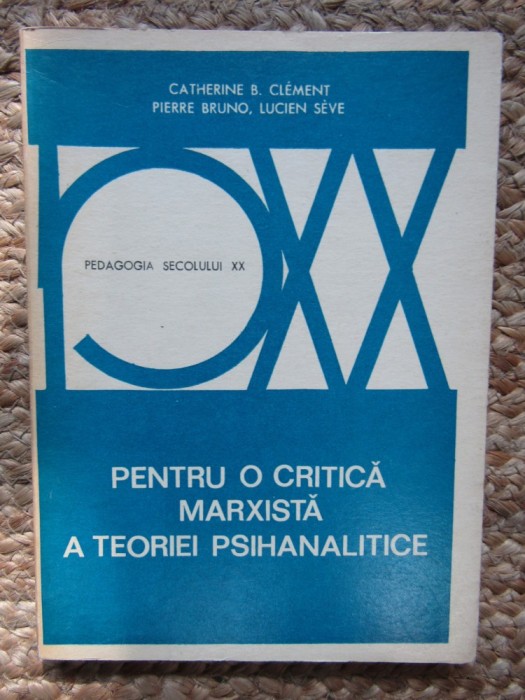 CATHERINE B. CLÉMENT
PIERRE BRUNO, LUCIEN SÈVE
PEDAGOGIA SECOLULUI XX
PENTRU O CRITICĂ
MARXISTĂ
A TEORIEI PSIHANALITICE